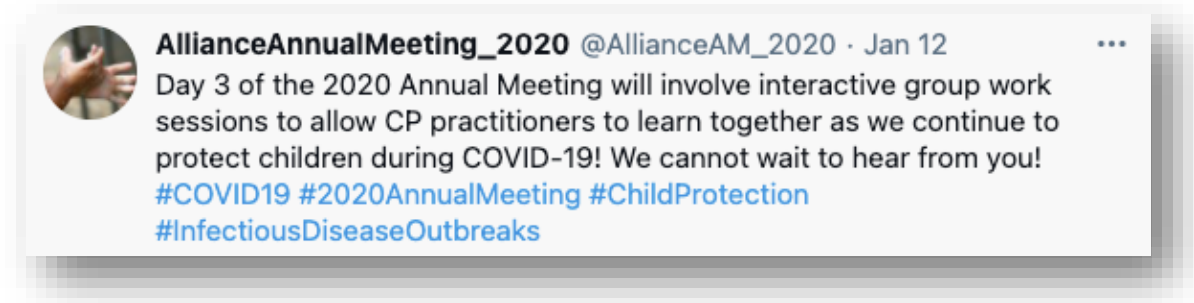 AllianceAnnualMeeting_2020 @AllianceAM_2020 · Jan 12
Day 3 of the 2020 Annual Meeting will involve interactive group work
sessions to allow CP practitioners to learn together as we continue to
protect children during COVID-19! We cannot wait to hear from you!
#COVID19 #2020AnnualMeeting #ChildProtection
#InfectiousDiseaseOutbreaks